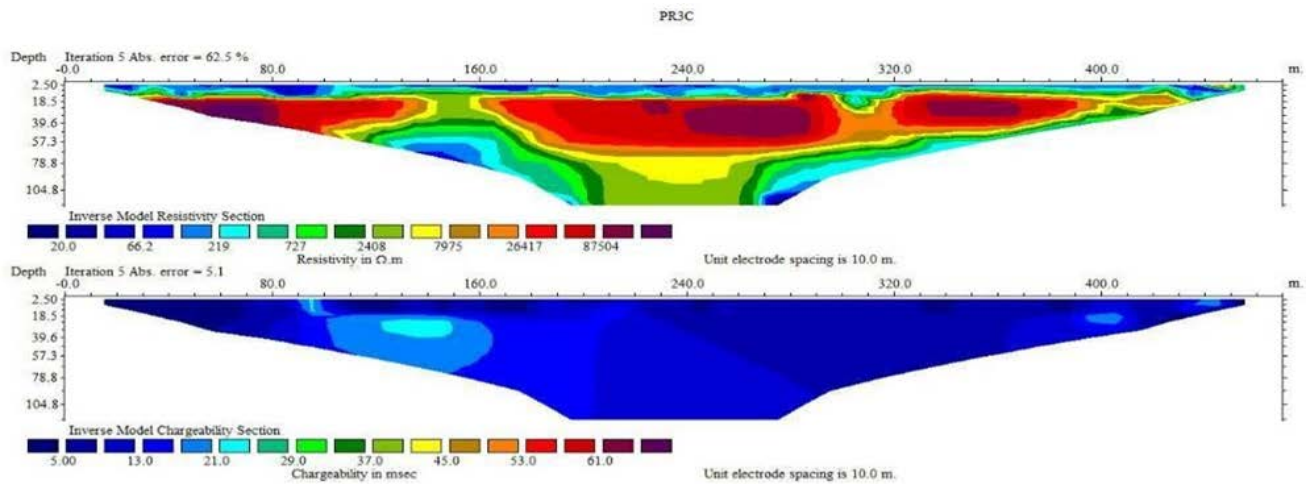 PR3C
Depth Iteration 5 Abs. error = 62.5 %
-0.0 80.0 160.0 240.0 320.0 400.0 m.
2.50
18.5
39.6
57.3
78.8
104.8
Inverse Model Resistivity Section
20.0 66.2 219. 727 2408 7975 26417 87504
Resistivity in Ω.m Unit electrode spacing is 10.0 m.
Depth Iteration 5 Abs. error = 5.1
-0.0 80.0 160.0 240.0 320.0 400.0 m.
2.50
18.5
39.6
57.3
78.8
104.8
Inverse Model Chargeability Section
-5.00 13.0 21.0 29.0 37.0 45.0 53.0 61.0
Chargeability in msec Unit electrode spacing is 10.0 m.